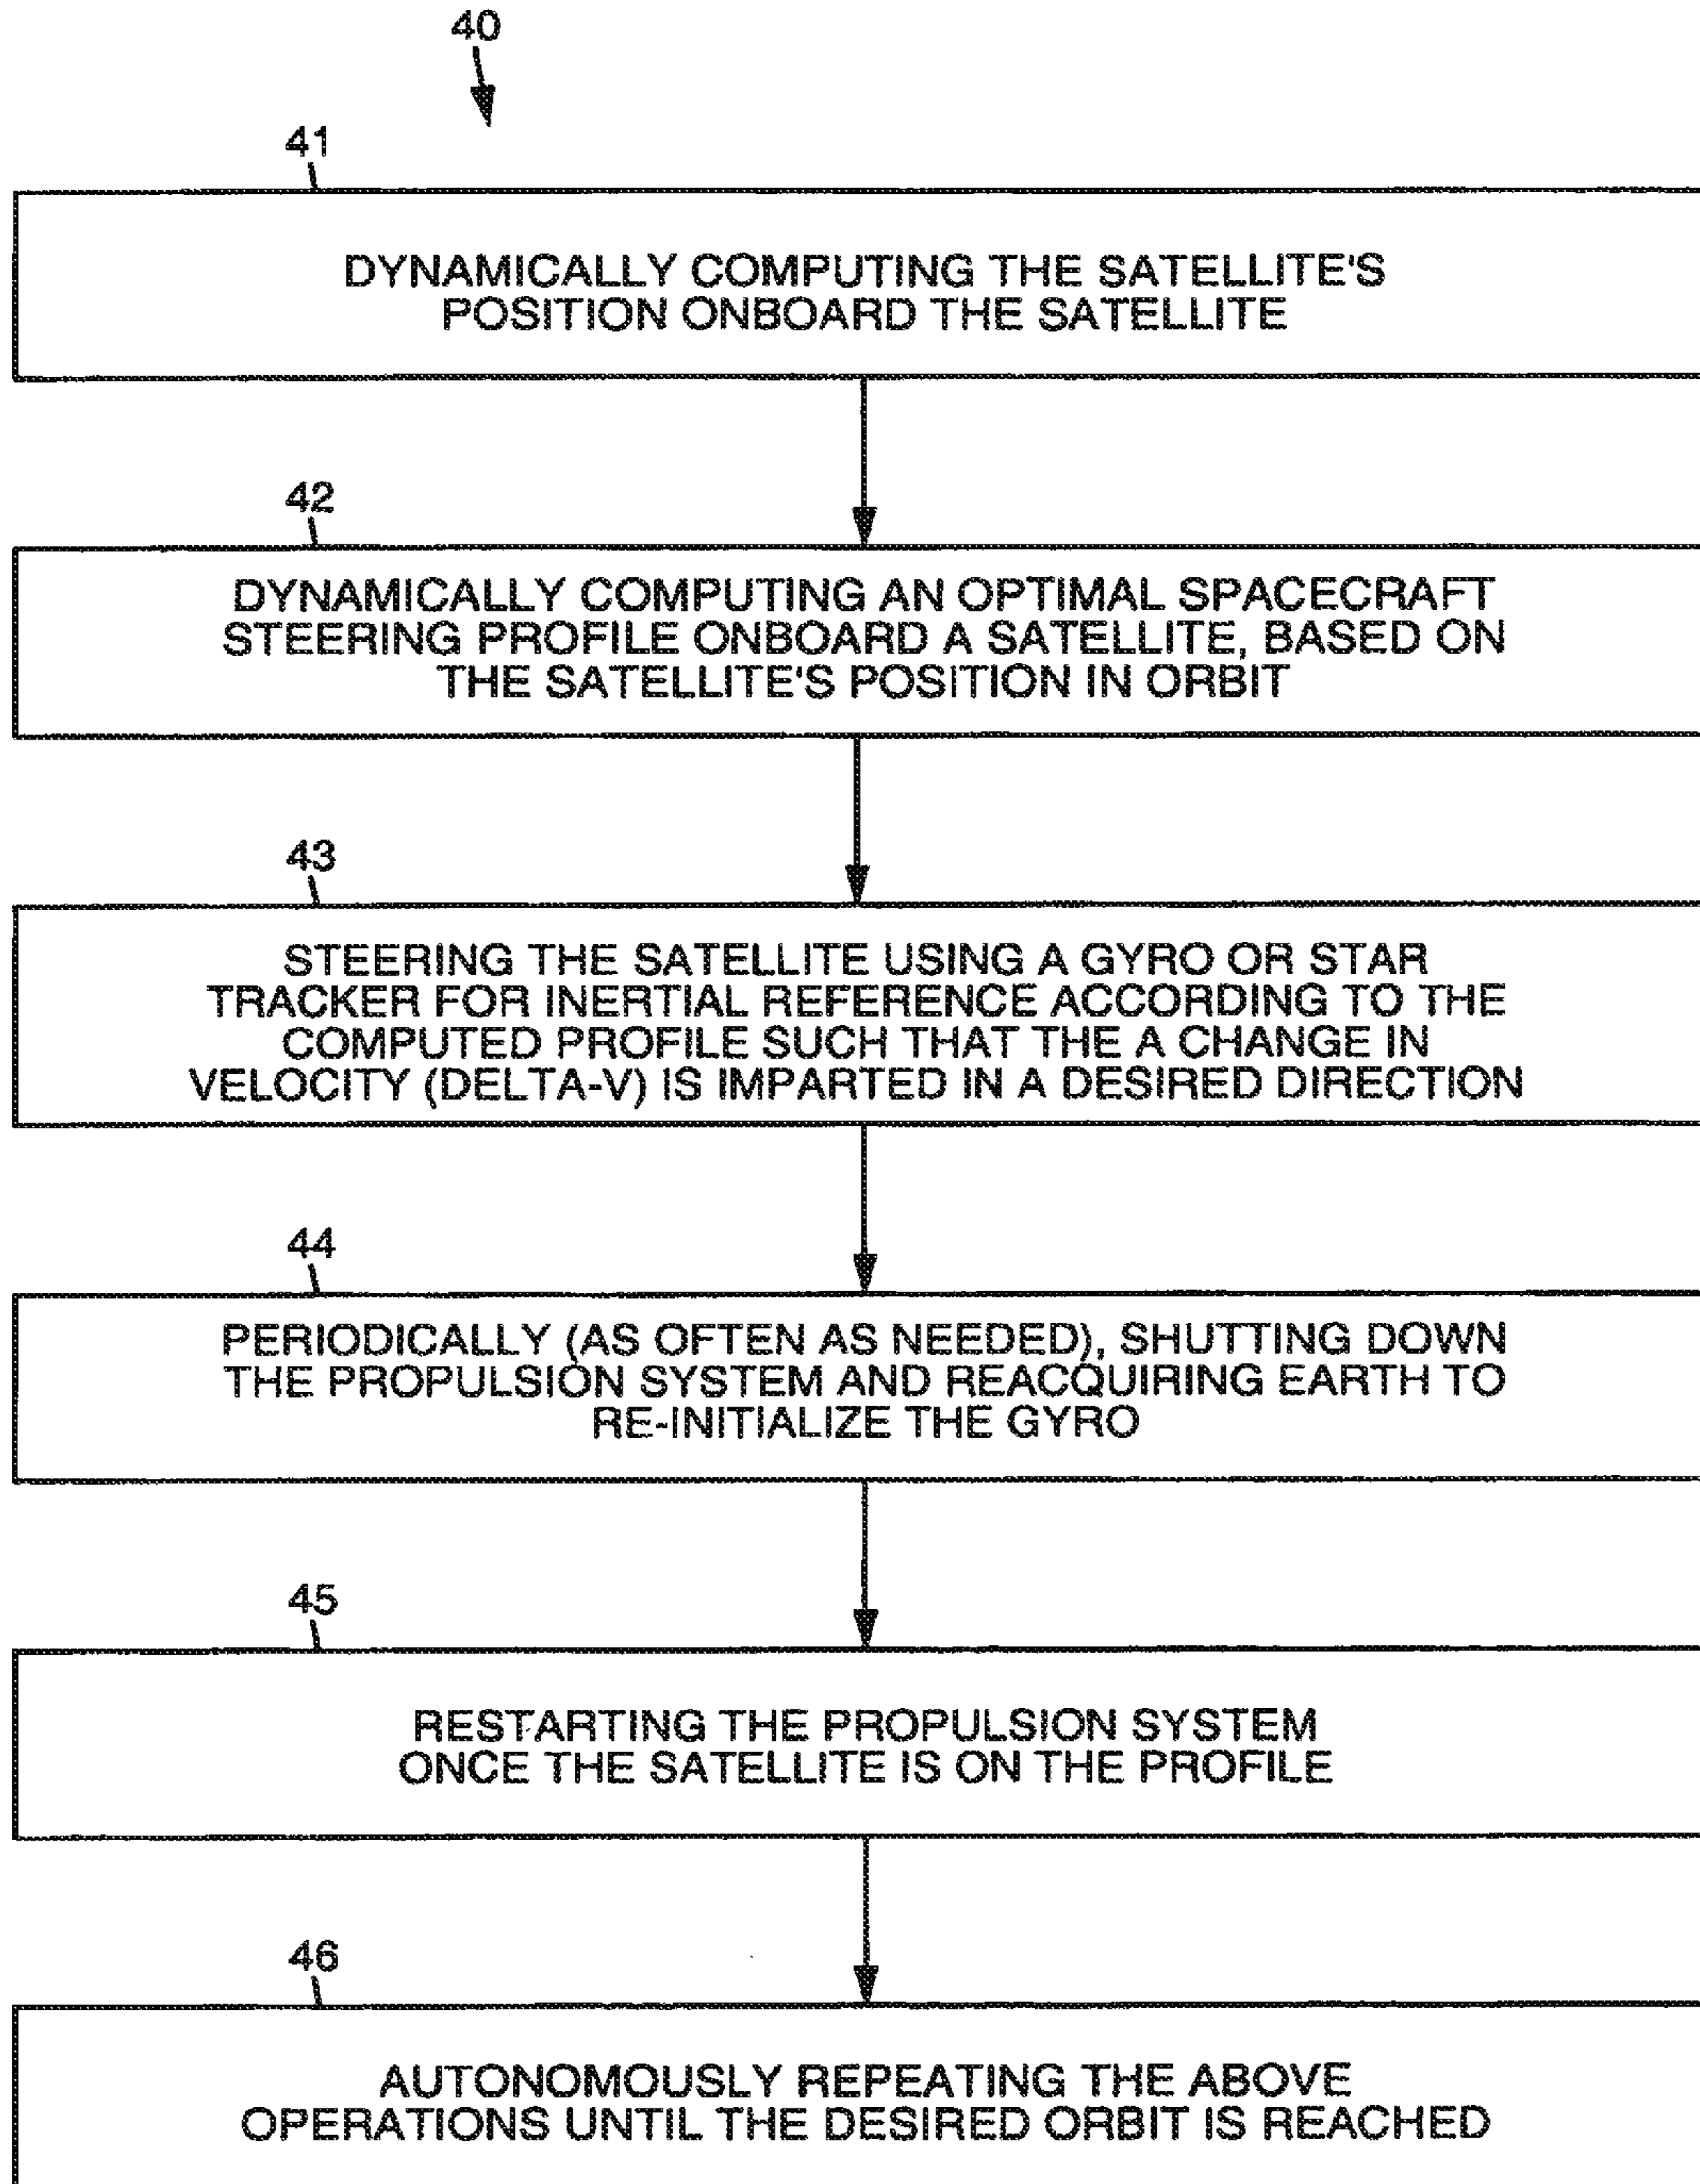 40
41
DYNAMICALLY COMPUTING THE SATELLITE'S
POSITION ONBOARD THE SATELLITE
42
DYNAMICALLY COMPUTING AN OPTIMAL SPACECRAFT
STEERING PROFILE ONBOARD A SATELLITE, BASED ON
THE SATELLITE'S POSITION IN ORBIT
43
STEERING THE SATELLITE USING A GYRO OR STAR
TRACKER FOR INERTIAL REFERENCE ACCORDING TO THE
COMPUTED PROFILE SUCH THAT THE A CHANGE IN
VELOCITY (DELTA-V) IS IMPARTED IN A DESIRED DIRECTION
44
PERIODICALLY (AS OFTEN AS NEEDED), SHUTTING DOWN
THE PROPULSION SYSTEM AND REACQUIRING EARTH TO
RE-INITIALIZE THE GYRO
45
RESTARTING THE PROPULSION SYSTEM
ONCE THE SATELLITE IS ON THE PROFILE
46
AUTONOMOUSLY REPEATING THE ABOVE
OPERATIONS UNTIL THE DESIRED ORBIT IS REACHED